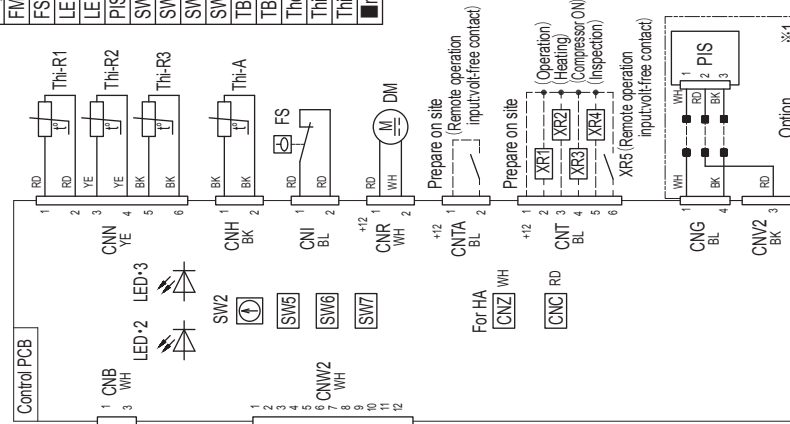 FM
FS
LE
LE
PIS
SW
SW
SW
SW
TB
TB
Thi
Thi
Control PCB
CNB
WH
1
3
LED•2
LED•3
CNW2
WH
1
2
3
4
5
6
7
8
9
10
11
12
SW2
SW5
SW6
SW7
For HA
CNZ WH
CNC RD
CNN
YE
1 RD
2 RD
3 YE
4 YE
5 BK
6 BK
t° Thi-R1
t° Thi-R2
t° Thi-R3
CNH
BK
1 BK
2 BK
t° Thi-A
CNI
BL
1 RD
2 RD
FS
CNR
WH
+12 1 RD
2 WH
M DM
Prepare on site
CNTA
BL
+12 1
2
(Remote operation
input:volt-free contact)
Prepare on site
CNT
BL
+12 1
2
3
4
5
6
XR1 (Operation)
XR2 (Heating)
XR3 (Compressor ON)
XR4 (Inspection)
XR5 (Remote operation
input:volt-free contact)
CNG
BL
1 WH
4 BK
CNV2
BK
3 RD
WH 1
RD 2
BK 3
PIS
Option
※1